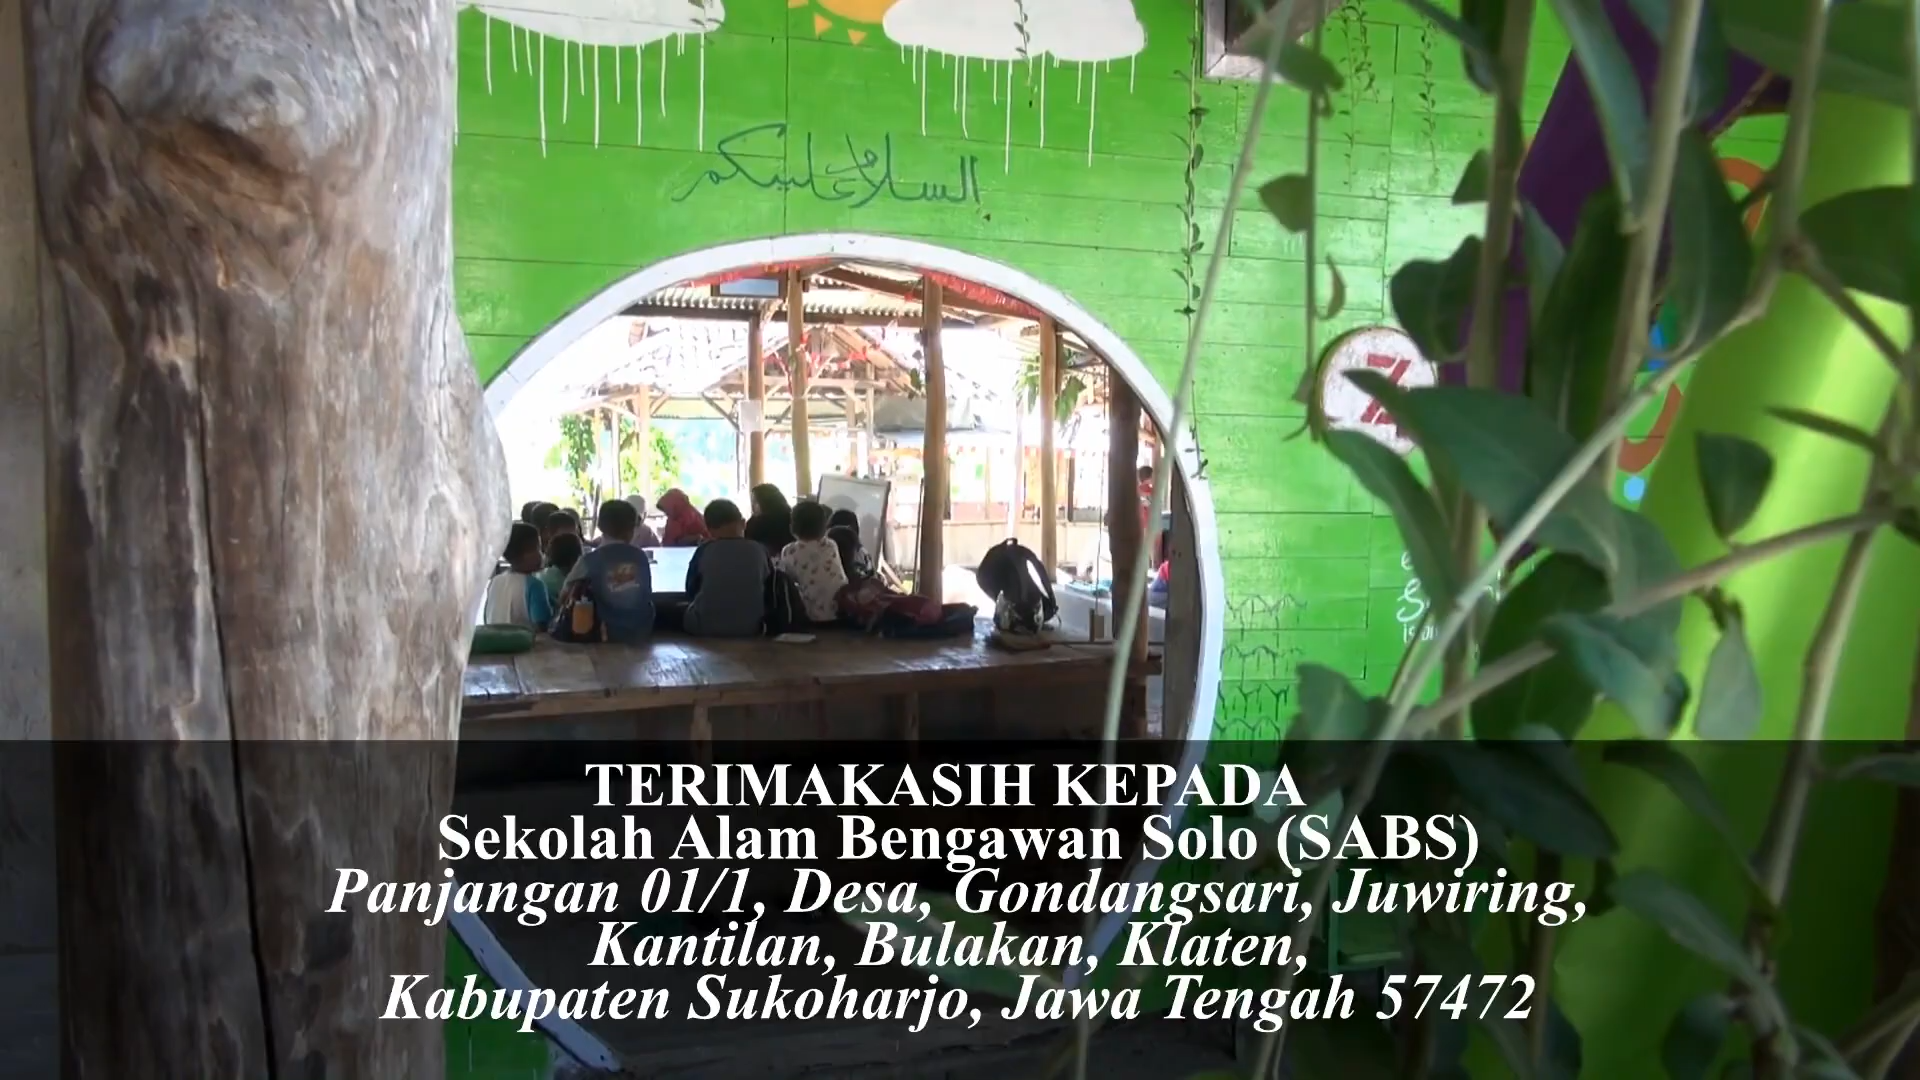 السلام عليكم
TERIMAKASIH KEPADA
Sekolah Alam Bengawan Solo (SABS)
Panjangan 01/1, Desa, Gondangsari, Juwiring,
Kantilan, Bulakan, Klaten,
Kabupaten Sukoharjo, Jawa Tengah 57472